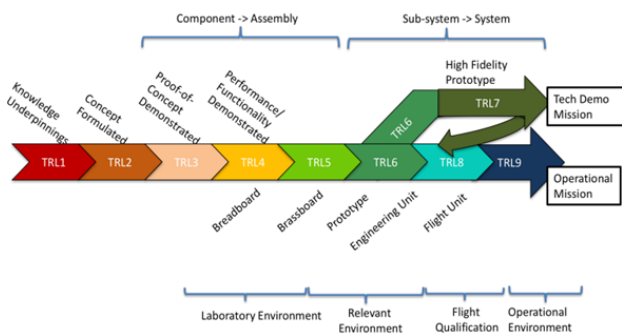 Component -> Assembly
Sub-system -> System
Knowledge
Underpinnings
Concept
Formulated
Proof-of-
Concept
Demonstrated
Performance/
Functionality
Demonstrated
High Fidelity
Prototype
TRL6
TRL7
Tech Demo
Mission
TRL1
TRL2
TRL3
TRL4
TRL5
TRL6
TRL8
TRL9
Operational
Mission
Breadboard
Brassboard
Prototype
Engineering Unit
Flight Unit
Laboratory Environment
Relevant
Environment
Flight
Qualification
Operational
Environment